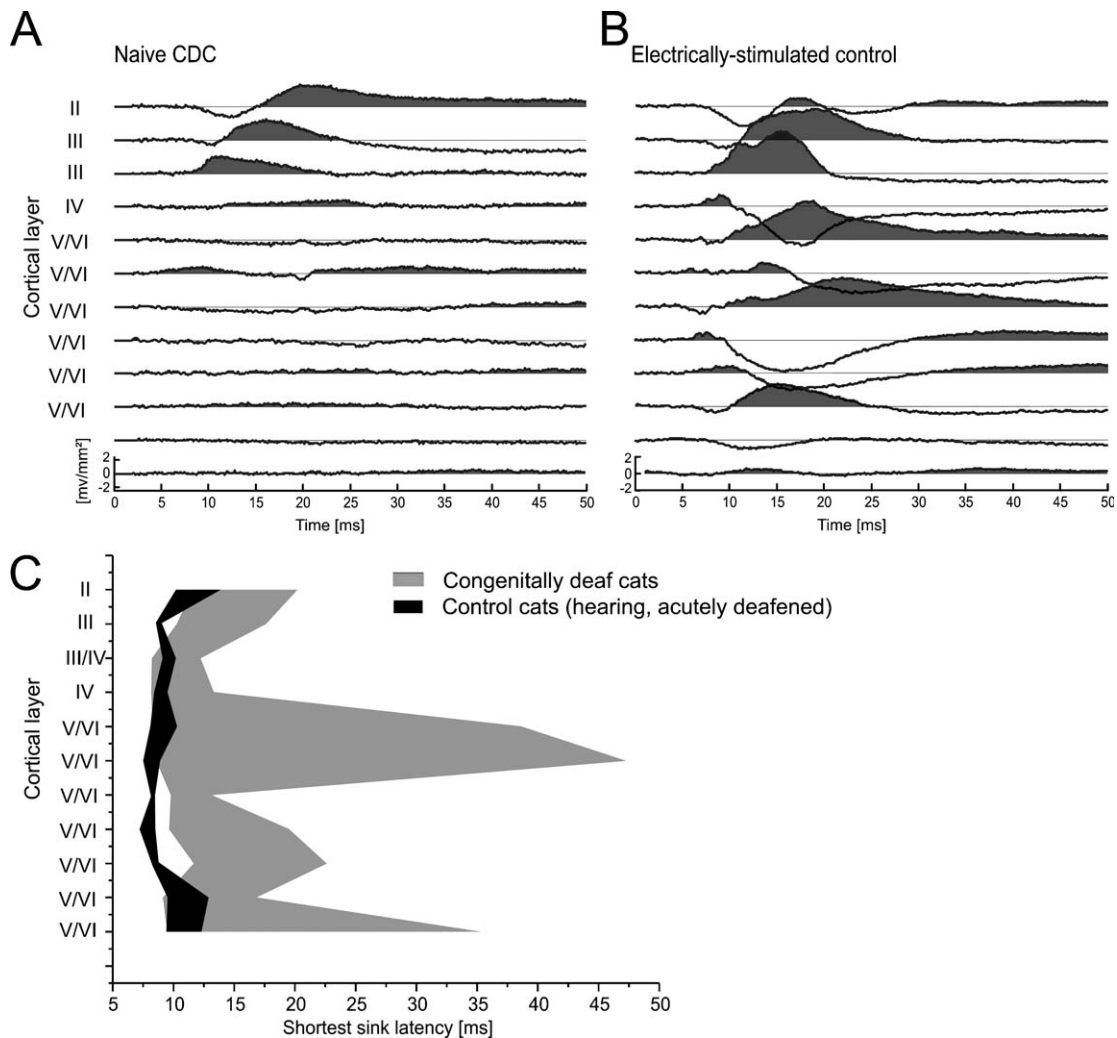 A
Naive CDC
Cortical layer
II
III
III
IV
V/VI
V/VI
V/VI
V/VI
V/VI
V/VI
[mv/mm²]
2
0
-2
0 5 10 15 20 25 30 35 40 45 50
Time [ms]
B
Electrically-stimulated control
2
0
-2
0 5 10 15 20 25 30 35 40 45 50
Time [ms]
C
Congenitally deaf cats
Control cats (hearing, acutely deafened)
Cortical layer
II
III
III/IV
IV
V/VI
V/VI
V/VI
V/VI
V/VI
V/VI
V/VI
5 10 15 20 25 30 35 40 45 50
Shortest sink latency [ms]